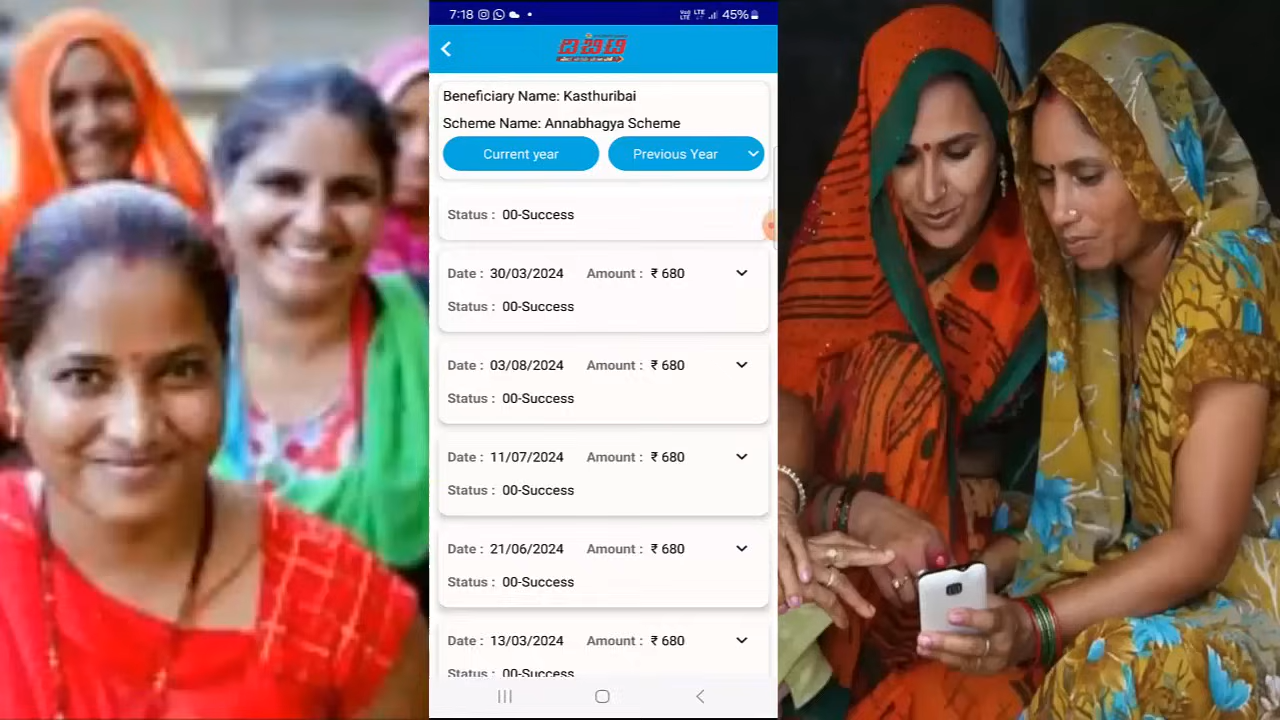 7:18
VoI) LTE LTE 45%
ಡಿಬಿಟಿ
Beneficiary Name: Kasthuribai
Scheme Name: Annabhagya Scheme
Current year Previous Year
Status : 00-Success
Date : 30/03/2024 Amount : ₹ 680
Status : 00-Success
Date : 03/08/2024 Amount : ₹ 680
Status : 00-Success
Date : 11/07/2024 Amount : ₹ 680
Status : 00-Success
Date : 21/06/2024 Amount : ₹ 680
Status : 00-Success
Date : 13/03/2024 Amount : ₹ 680
Status : 00-Success